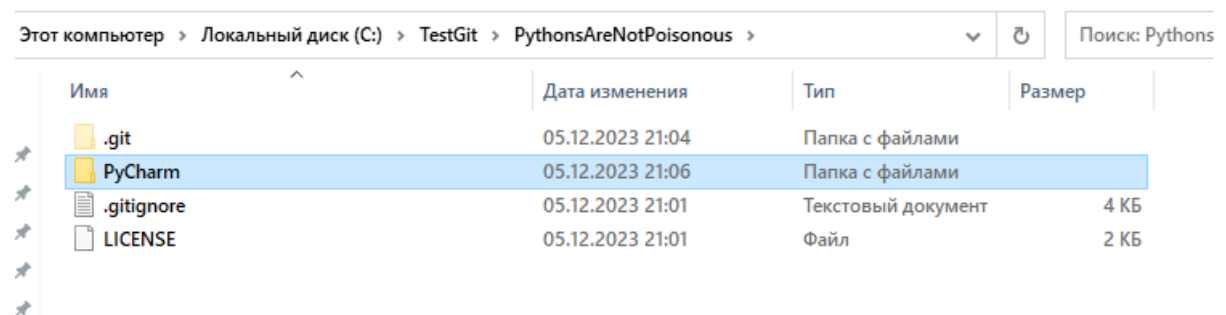 Этот компьютер > Локальный диск (C:) > TestGit > PythonsAreNotPoisonous > Поиск: Pythons
Имя Дата изменения Тип Размер
.git 05.12.2023 21:04 Папка с файлами
PyCharm 05.12.2023 21:06 Папка с файлами
.gitignore 05.12.2023 21:01 Текстовый документ 4 КБ
LICENSE 05.12.2023 21:01 Файл 2 КБ